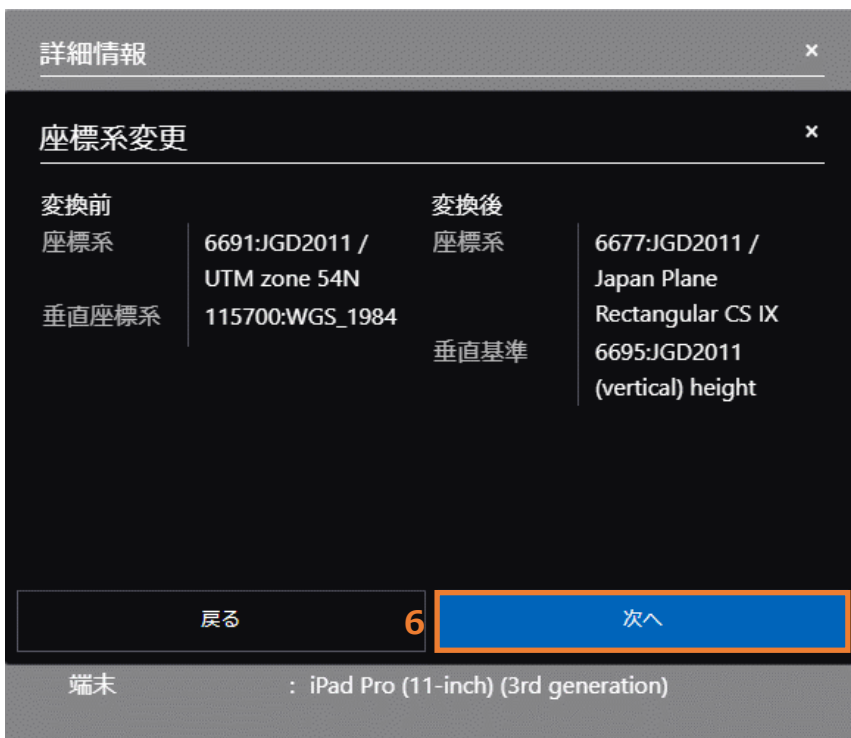 詳細情報
×
座標系変更
×
変換前
座標系
6691:JGD2011 /
UTM zone 54N
垂直座標系
115700:WGS_1984
変換後
座標系
6677:JGD2011 /
Japan Plane
Rectangular CS IX
垂直基準
6695:JGD2011
(vertical) height
戻る
6
次へ
端末 : iPad Pro (11-inch) (3rd generation)